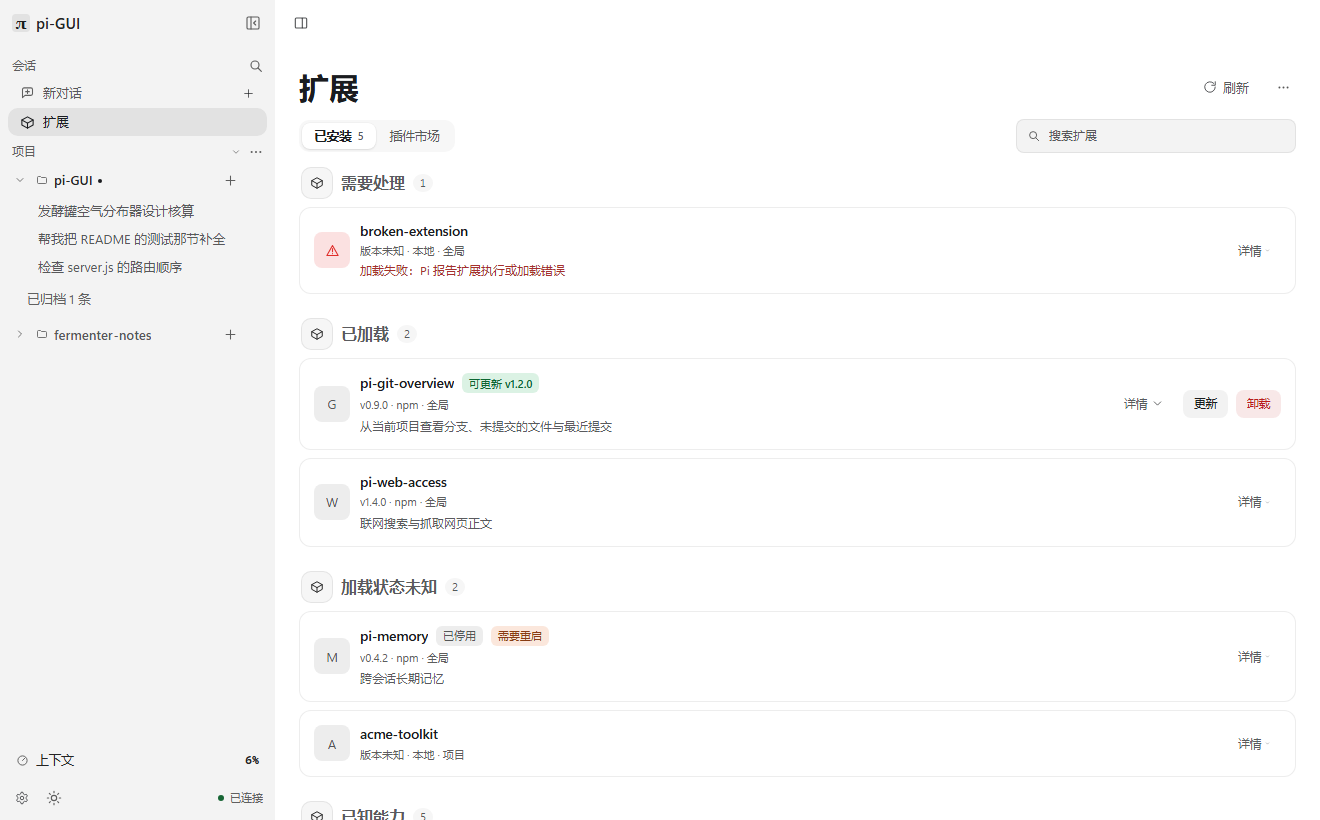 π pi-GUI
会话
新对话
扩展
项目
pi-GUI •
发酵罐空气分布器设计核算
帮我把 README 的测试那节补全
检查 server.js 的路由顺序
已归档 1 条
fermenter-notes
上下文 6%
已连接
扩展
刷新
已安装 5 插件市场
搜索扩展
需要处理 1
broken-extension
版本未知 · 本地 · 全局
加载失败：Pi 报告扩展执行或加载错误
详情
已加载 2
G
pi-git-overview 可更新 v1.2.0
v0.9.0 · npm · 全局
从当前项目查看分支、未提交的文件与最近提交
详情 更新 卸载
W
pi-web-access
v1.4.0 · npm · 全局
联网搜索与抓取网页正文
详情
加载状态未知 2
M
pi-memory 已停用 需要重启
v0.4.2 · npm · 全局
跨会话长期记忆
详情
A
acme-toolkit
版本未知 · 本地 · 项目
详情
已知能力 5